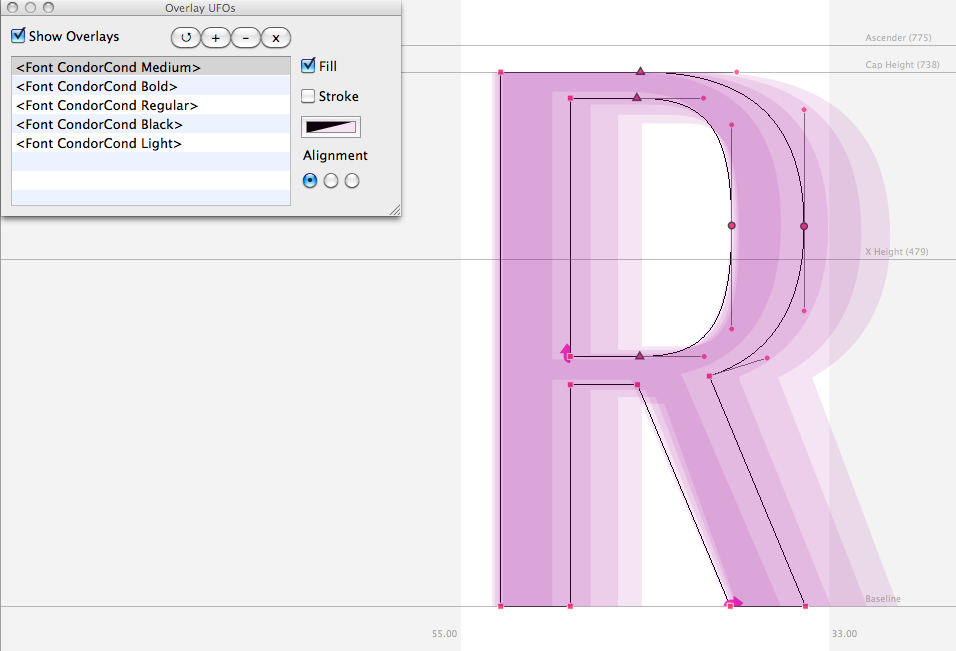 Overlay UFOs
Show Overlays
+
-
x
<Font CondorCond Medium>
<Font CondorCond Bold>
<Font CondorCond Regular>
<Font CondorCond Black>
<Font CondorCond Light>
Fill
Stroke
Alignment
Ascender (775)
Cap Height (738)
R
X Height (479)
Baseline
55.00
33.00